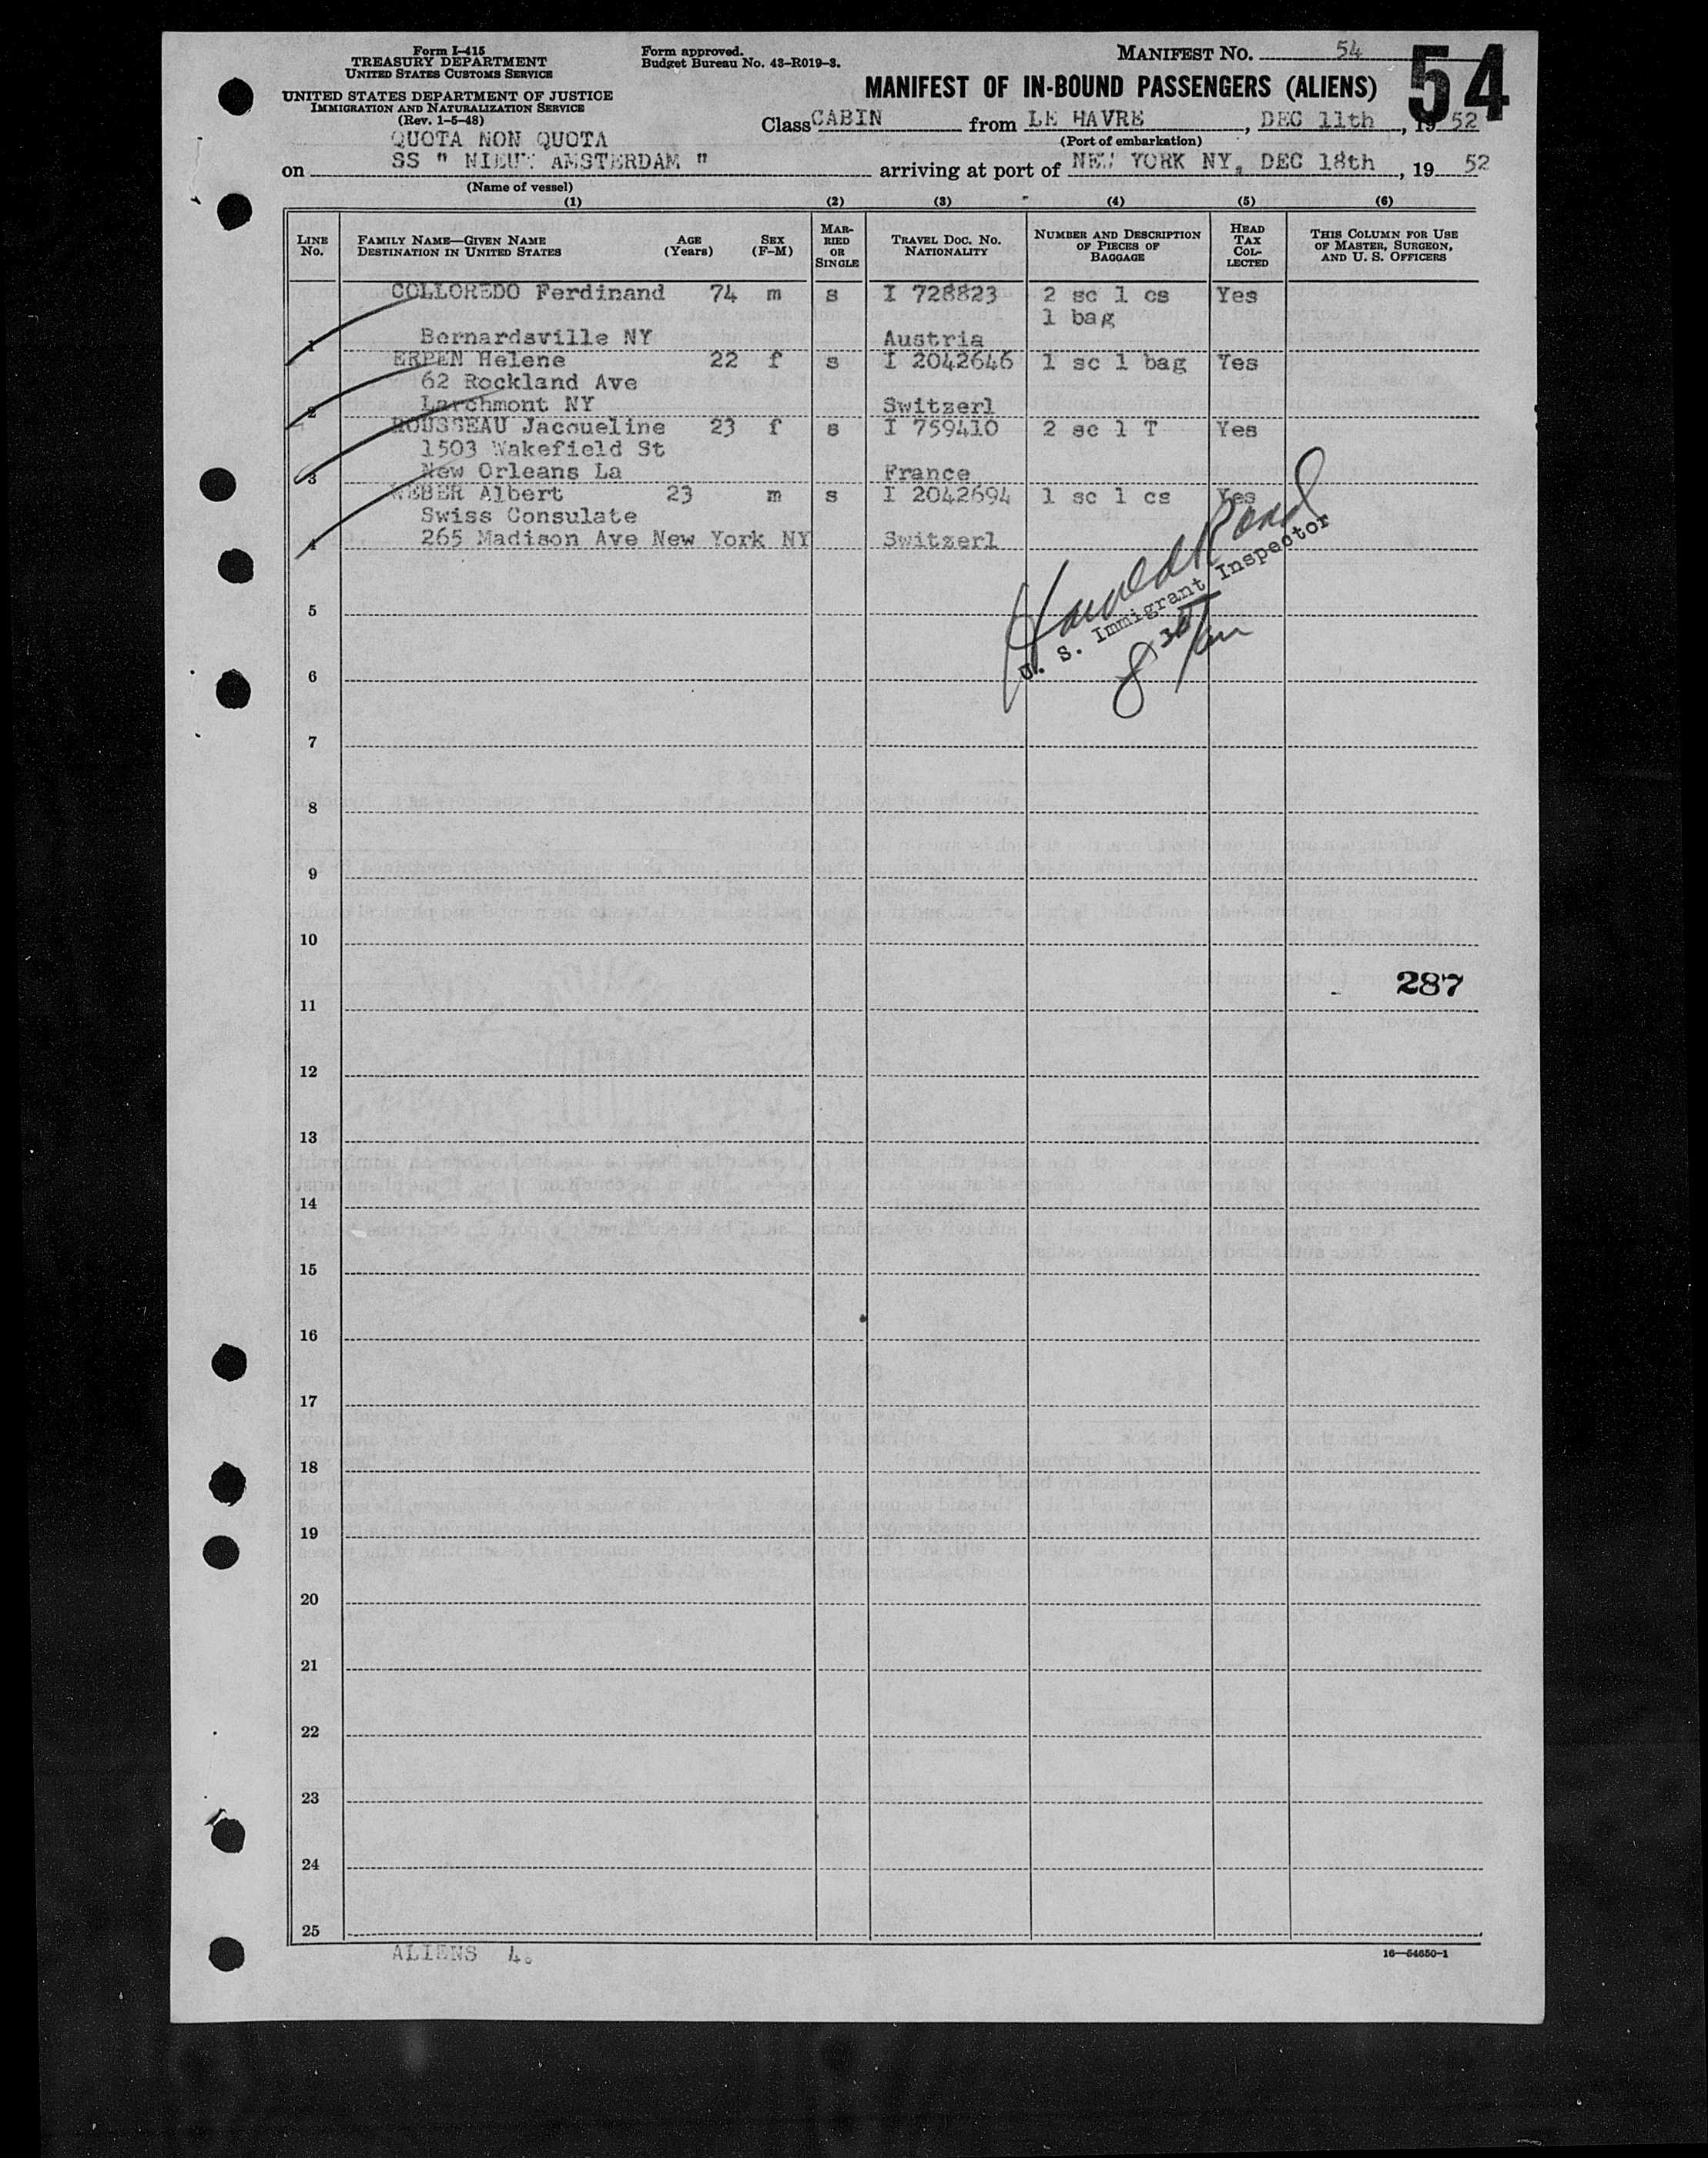 Form I-415
TREASURY DEPARTMENT
UNITED STATES CUSTOMS SERVICE
UNITED STATES DEPARTMENT OF JUSTICE
IMMIGRATION AND NATURALIZATION SERVICE
(Rev. 1-5-48)
Form approved.
Budget Bureau No. 43-R019-3.
MANIFEST NO. 54
54
MANIFEST OF IN-BOUND PASSENGERS (ALIENS)
Class CABIN from LE HAVRE, DEC 11th, 19 52
(Port of embarkation)
QUOTA NON QUOTA
on SS " NIEUW AMSTERDAM " arriving at port of NEW YORK NY, DEC 18th, 19 52
(Name of vessel)
(1) (2) (3) (4) (5) (6)
LINE NO. FAMILY NAME—GIVEN NAME DESTINATION IN UNITED STATES AGE (Years) SEX (F-M) MARRIED OR SINGLE TRAVEL DOC. NO. NATIONALITY NUMBER AND DESCRIPTION OF PIECES OF BAGGAGE HEAD TAX COLLECTED THIS COLUMN FOR USE OF MASTER, SURGEON, AND U. S. OFFICERS
COLLOREDO Ferdinand 74 m s I 728823 2 sc 1 cs Yes
1 bag
1 Bernardsville NY Austria
ERPEN Helene 22 f s I 2042646 1 sc 1 bag Yes
62 Rockland Ave
2 Larchmont NY Switzerl
ROUSSEAU Jacqueline 23 f s I 759410 2 sc 1 T Yes
1503 Wakefield St
3 New Orleans La France
WEBER Albert 23 m s I 2042694 1 sc 1 cs Yes
Swiss Consulate
4 265 Madison Ave New York NY Switzerl
Harold
U. S. Immigrant Inspector
8 30
5
6
7
8
9
10
287
11
12
13
14
15
16
17
18
19
20
21
22
23
24
25
ALIENS 4.
16—54650-1